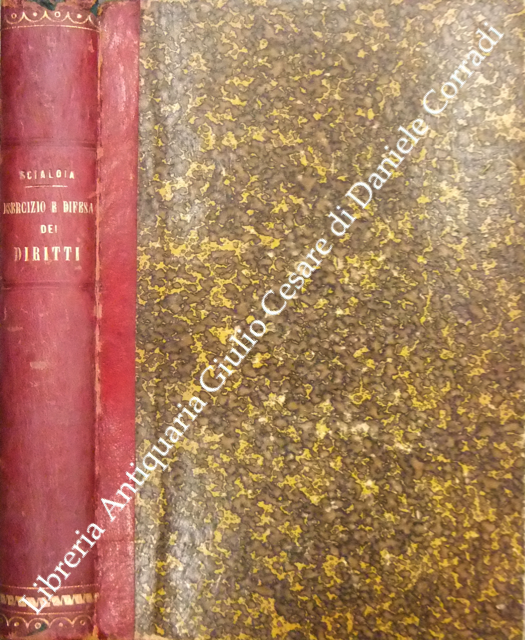 SCIALOIA
ESERCIZIO E DIFESA
DEI
DIRITTI
Libreria Antiquaria Giulio Cesare di Daniele Corradi